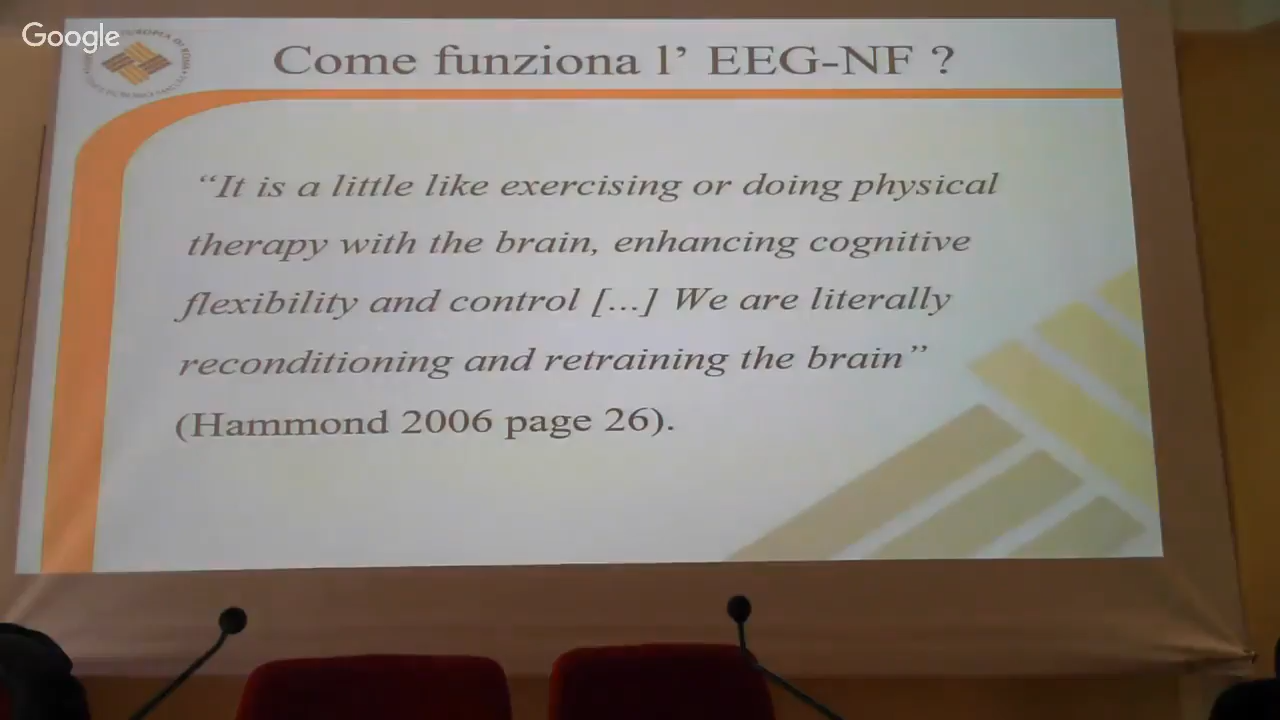 Google
Come funziona l’ EEG-NF ?
“It is a little like exercising or doing physical
therapy with the brain, enhancing cognitive
flexibility and control [...] We are literally
reconditioning and retraining the brain”
(Hammond 2006 page 26).